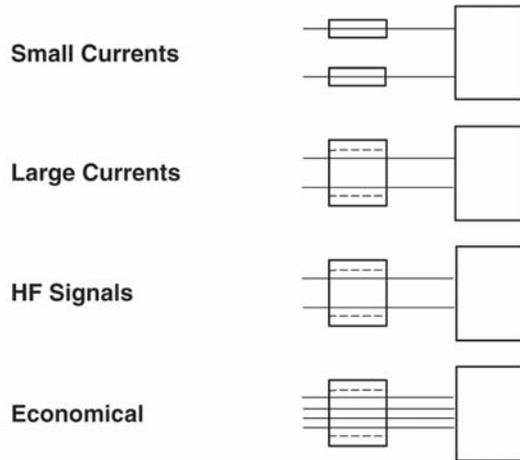 Small Currents
Large Currents
HF Signals
Economical